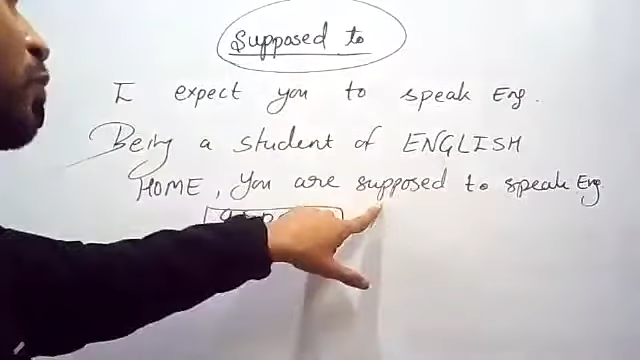 Supposed to
I expect you to speak Eng.
Being a student of ENGLISH
HOME, You are supposed to speak Eng.